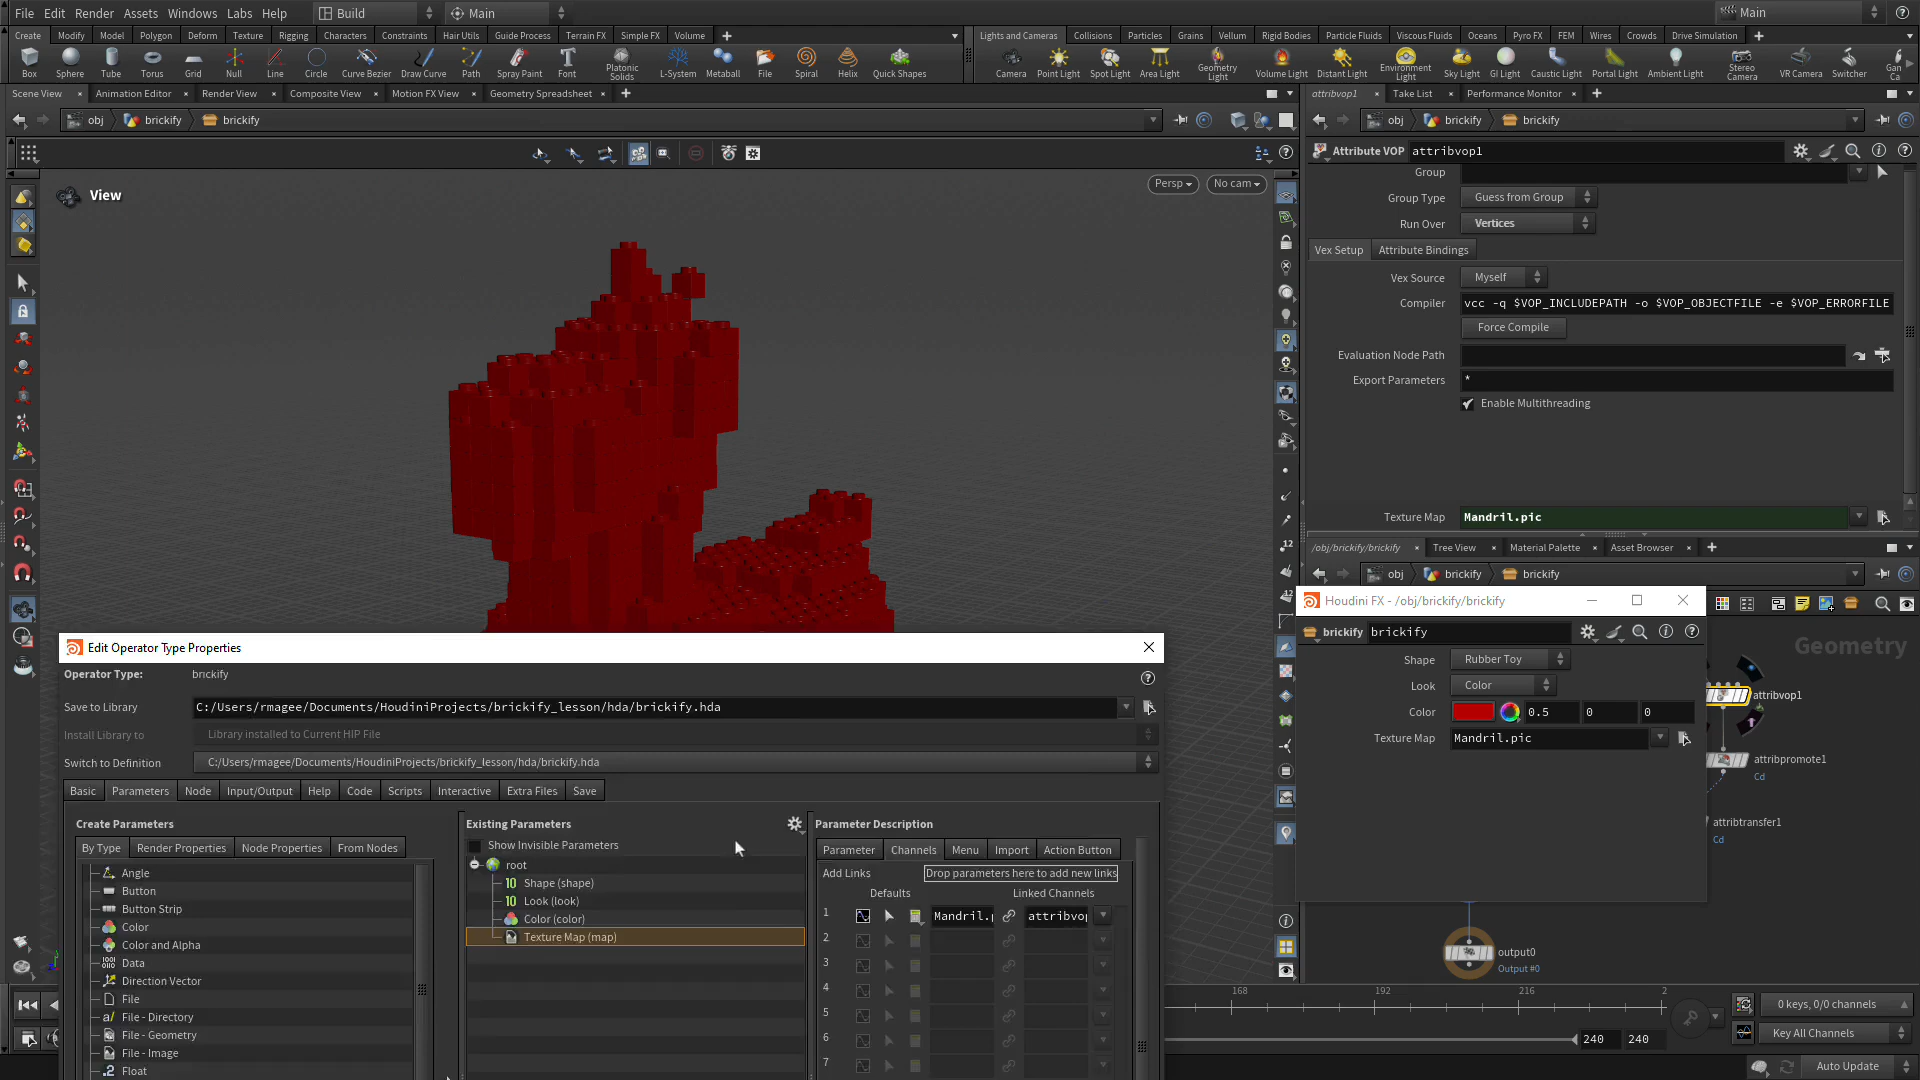 File Edit Render Assets Windows Labs Help Build Main Main
Create Modify Model Polygon Deform Texture Rigging Characters Constraints Hair Utils Guide Process Terrain FX Simple FX Volume
Lights and Cameras Collisions Particles Grains Vellum Rigid Bodies Particle Fluids Viscous Fluids Oceans Pyro FX FEM Wires Crowds Drive Simulation
Box Sphere Tube Torus Grid Null Line Circle Curve Bezier Draw Curve Path Spray Paint Font Platonic Solids L-System Metaball File Spiral Helix Quick Shapes
Camera Point Light Spot Light Area Light Geometry Light Volume Light Distant Light Environment Light Sky Light GI Light Caustic Light Portal Light Ambient Light Stereo Camera VR Camera Switcher Gan Ca
Scene View Animation Editor Render View Composite View Motion FX View Geometry Spreadsheet
attribvop1 Take List Performance Monitor
obj brickify brickify
obj brickify brickify
View
Persp No cam
Attribute VOP attribvop1
Group
Group Type Guess from Group
Run Over Vertices
Vex Setup Attribute Bindings
Vex Source Myself
Compiler vcc -q $VOP_INCLUDEPATH -o $VOP_OBJECTFILE -e $VOP_ERRORFILE
Force Compile
Evaluation Node Path
Export Parameters *
Enable Multithreading
Texture Map Mandril.pic
/obj/brickify/brickify Tree View Material Palette Asset Browser
obj brickify brickify
Houdini FX - /obj/brickify/brickify
brickify brickify
Shape Rubber Toy
Look Color
Color 0.5 0 0
Texture Map Mandril.pic
Geometry
attribvop1
attribpromote1
Cd
attribtransfer1
Cd
output0
Output #0
Edit Operator Type Properties
Operator Type: brickify
Save to Library C:/Users/rmagee/Documents/HoudiniProjects/brickify_lesson/hda/brickify.hda
Install Library to Library installed to Current HIP File
Switch to Definition C:/Users/rmagee/Documents/HoudiniProjects/brickify_lesson/hda/brickify.hda
Basic Parameters Node Input/Output Help Code Scripts Interactive Extra Files Save
Create Parameters
By Type Render Properties Node Properties From Nodes
Angle
Button
Button Strip
Color
Color and Alpha
Data
Direction Vector
File
File - Directory
File - Geometry
File - Image
Float
Existing Parameters
Show Invisible Parameters
root
Shape (shape)
Look (look)
Color (color)
Texture Map (map)
Parameter Description
Parameter Channels Menu Import Action Button
Add Links Drop parameters here to add new links
Defaults Linked Channels
1 Mandril.p attribvop
2
3
4
5
6
7
168 192 216 2
240 240
0 keys, 0/0 channels
Key All Channels
Auto Update